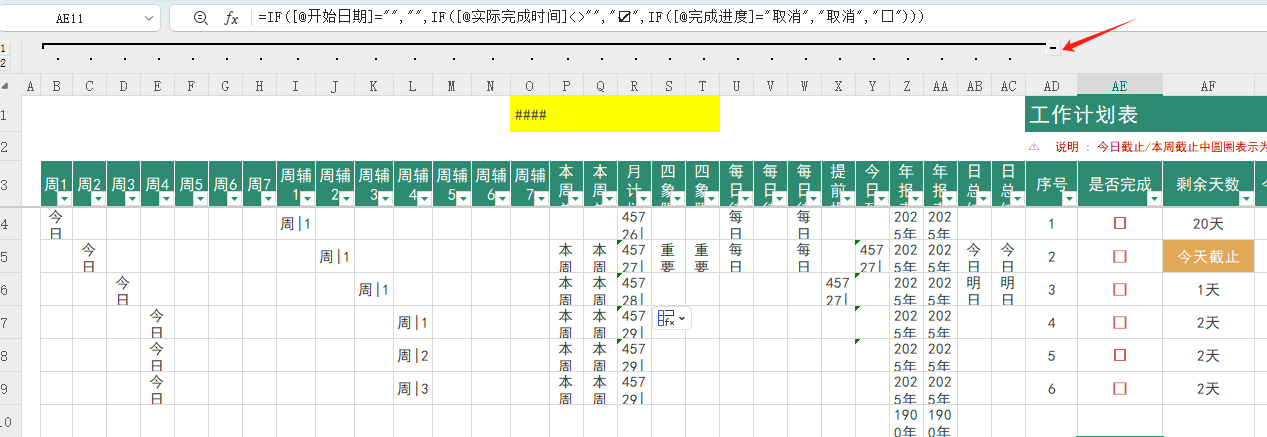 AE11 fx =IF([@开始日期]="","",IF([@实际完成时间]<>"","☑",IF([@完成进度]="取消","取消","☐")))
1
2
A B C D E F G H I J K L M N O P Q R S T U V W X Y Z AA AB AC AD AE AF
1 #### 工作计划表
2 说明 : 今日截止/本周截止中圆圈表示为
3 周1 周2 周3 周4 周5 周6 周7 周辅1 周辅2 周辅3 周辅4 周辅5 周辅6 周辅7 本周 本周 月计 四象 四象 每日 每日 每日 提前 今日 年报 年报 日总 日总 序号 是否完成 剩余天数
4 今日 周|1 45726| 每日 每日 2025年 2025年 1 ☐ 20天
5 今日 周|1 本周 本周 45727| 重要 重要 每日 每日 45727| 2025年 2025年 今日 今日 2 ☐ 今天截止
6 今日 周|1 本周 本周 45728| 4572 2025年 2025年 明日 明日 3 ☐ 1天
7 今日 周|1 本周 本周 45729| fx 2025年 2025年 4 ☐ 2天
8 今日 周|2 本周 本周 45729| 2025年 2025年 5 ☐ 2天
9 今日 周|3 本周 本周 45729| 2025年 2025年 6 ☐ 2天
10 1900年 1900年